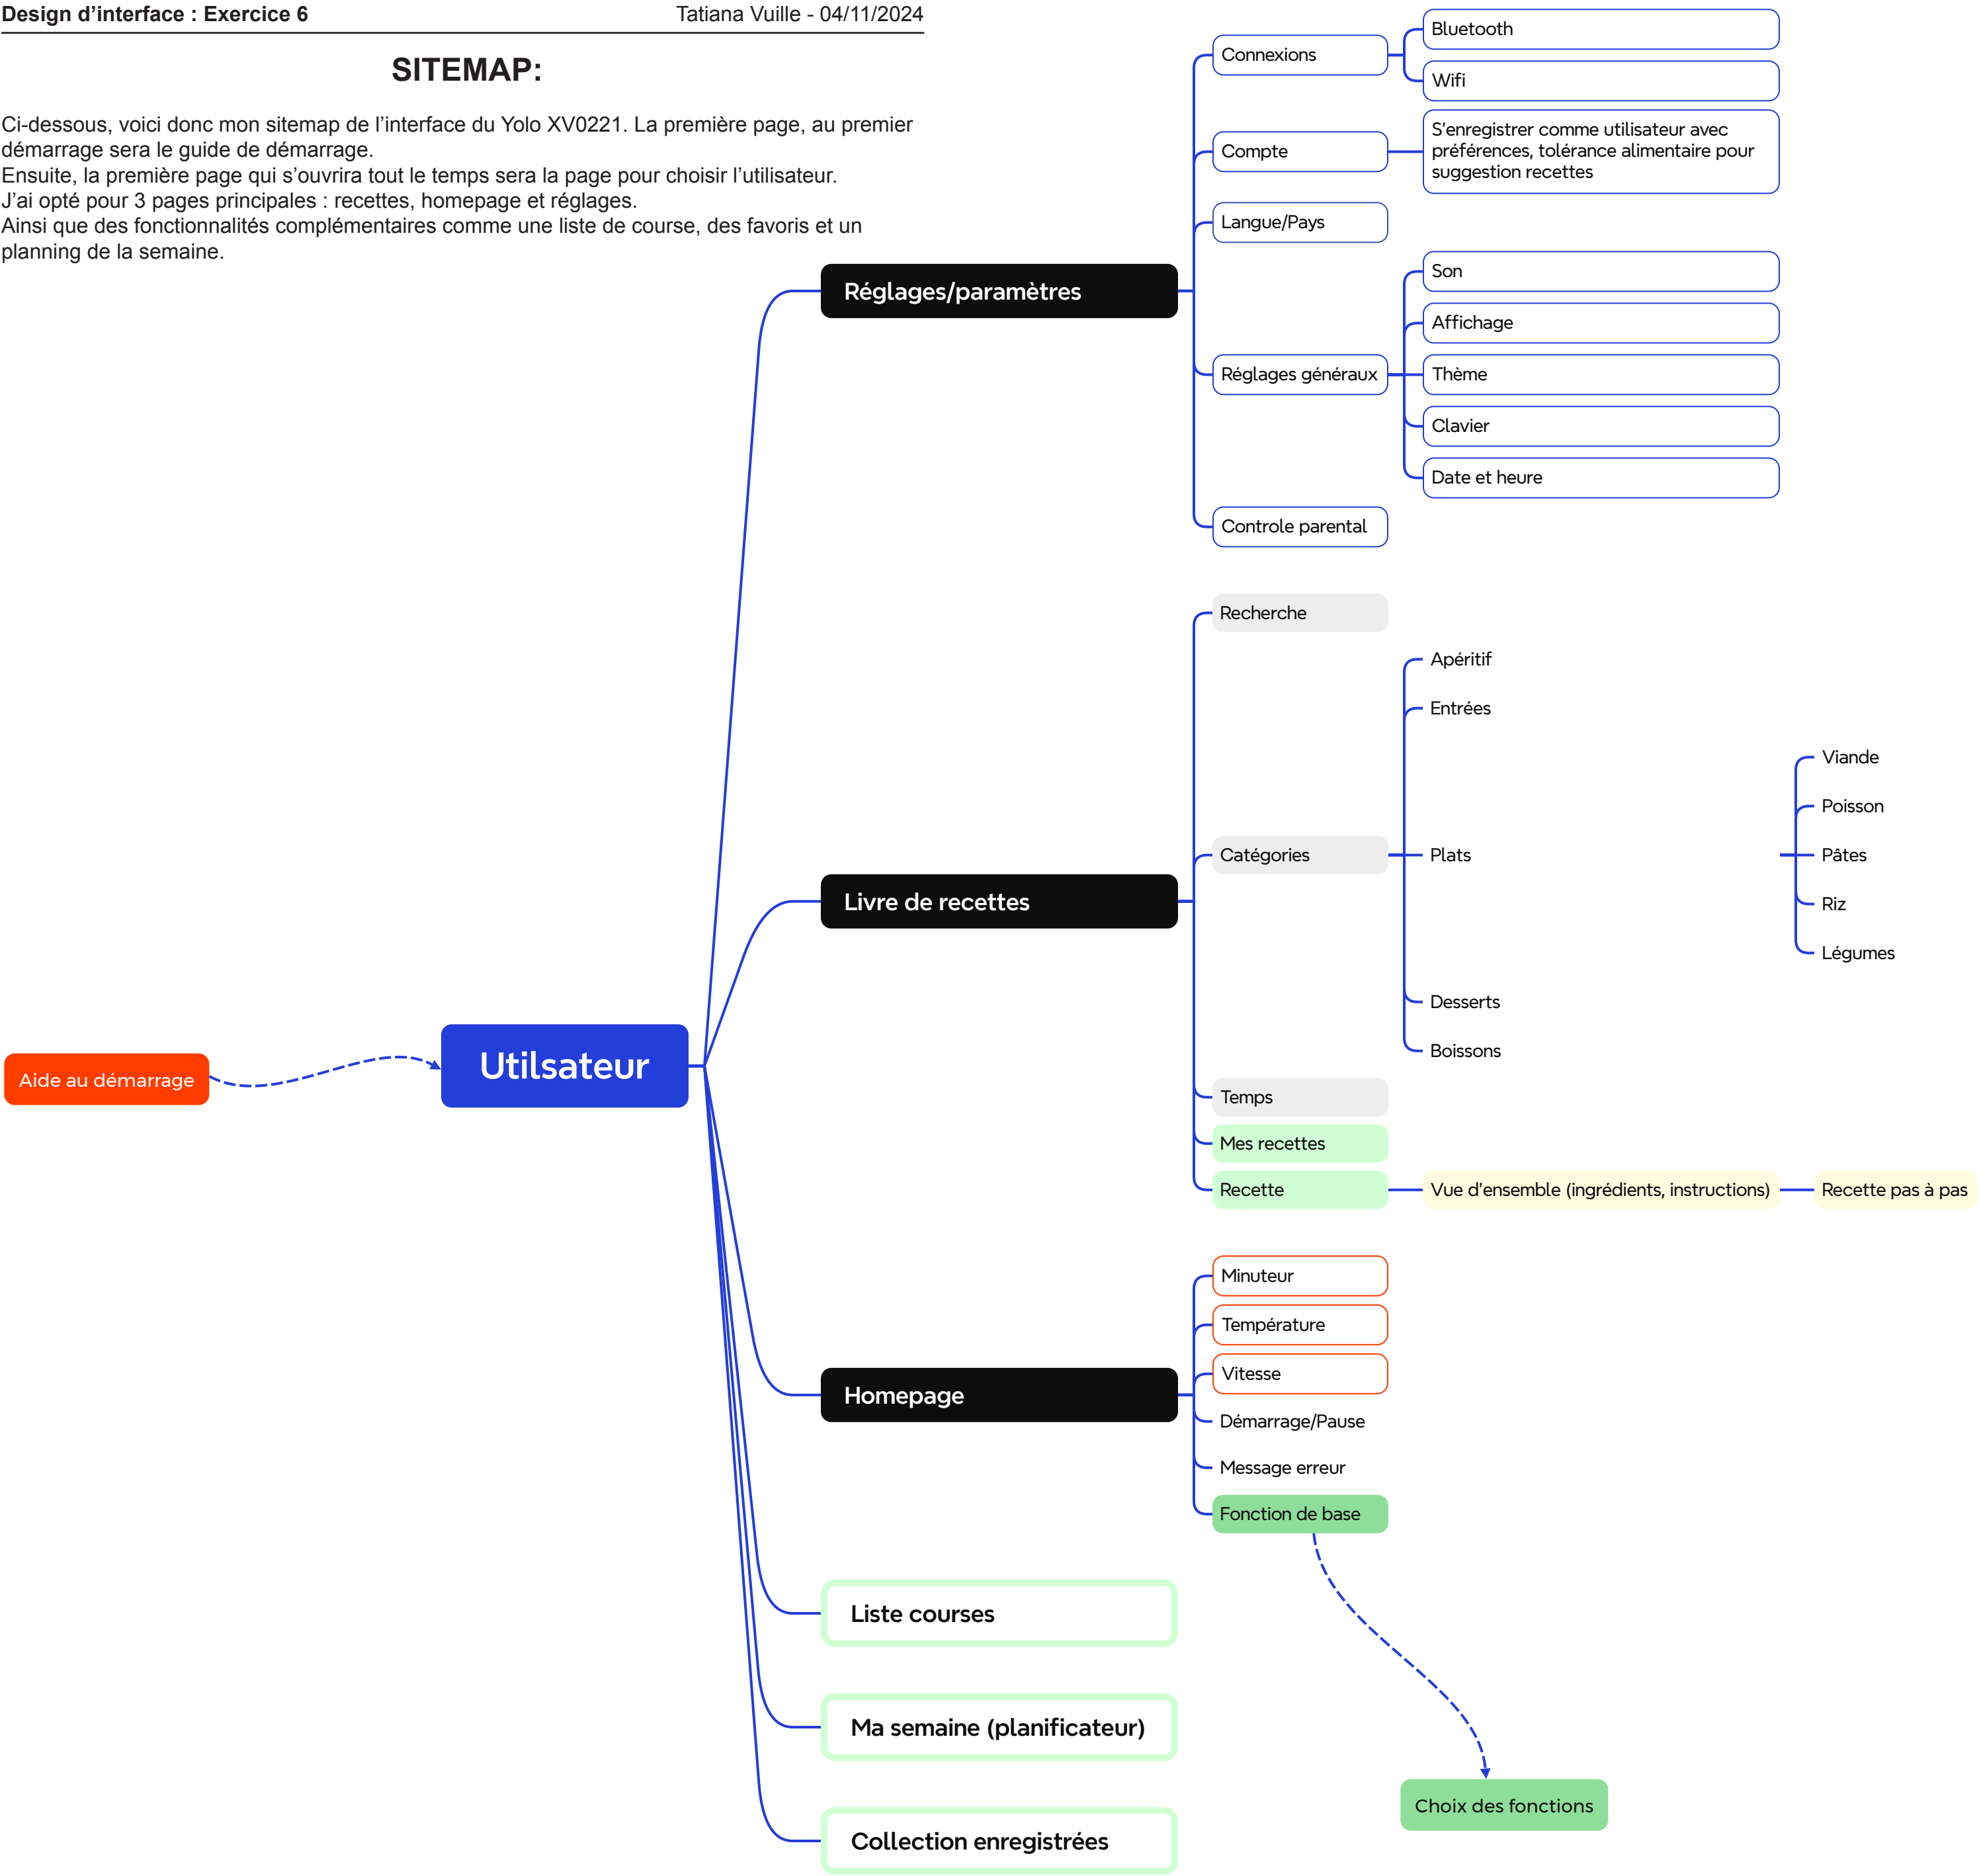 Design d’interface : Exercice 6
Tatiana Vuille - 04/11/2024
SITEMAP:
Ci-dessous, voici donc mon sitemap de l’interface du Yolo XV0221. La première page, au premier
démarrage sera le guide de démarrage.
Ensuite, la première page qui s’ouvrira tout le temps sera la page pour choisir l’utilisateur.
J’ai opté pour 3 pages principales : recettes, homepage et réglages.
Ainsi que des fonctionnalités complémentaires comme une liste de course, des favoris et un
planning de la semaine.
Aide au démarrage
Utilsateur
Réglages/paramètres
Connexions
Bluetooth
Wifi
Compte
S’enregistrer comme utilisateur avec
préférences, tolérance alimentaire pour
suggestion recettes
Langue/Pays
Réglages généraux
Son
Affichage
Thème
Clavier
Date et heure
Controle parental
Livre de recettes
Recherche
Catégories
Apéritif
Entrées
Plats
Viande
Poisson
Pâtes
Riz
Légumes
Desserts
Boissons
Temps
Mes recettes
Recette
Vue d’ensemble (ingrédients, instructions)
Recette pas à pas
Homepage
Minuteur
Température
Vitesse
Démarrage/Pause
Message erreur
Fonction de base
Choix des fonctions
Liste courses
Ma semaine (planificateur)
Collection enregistrées